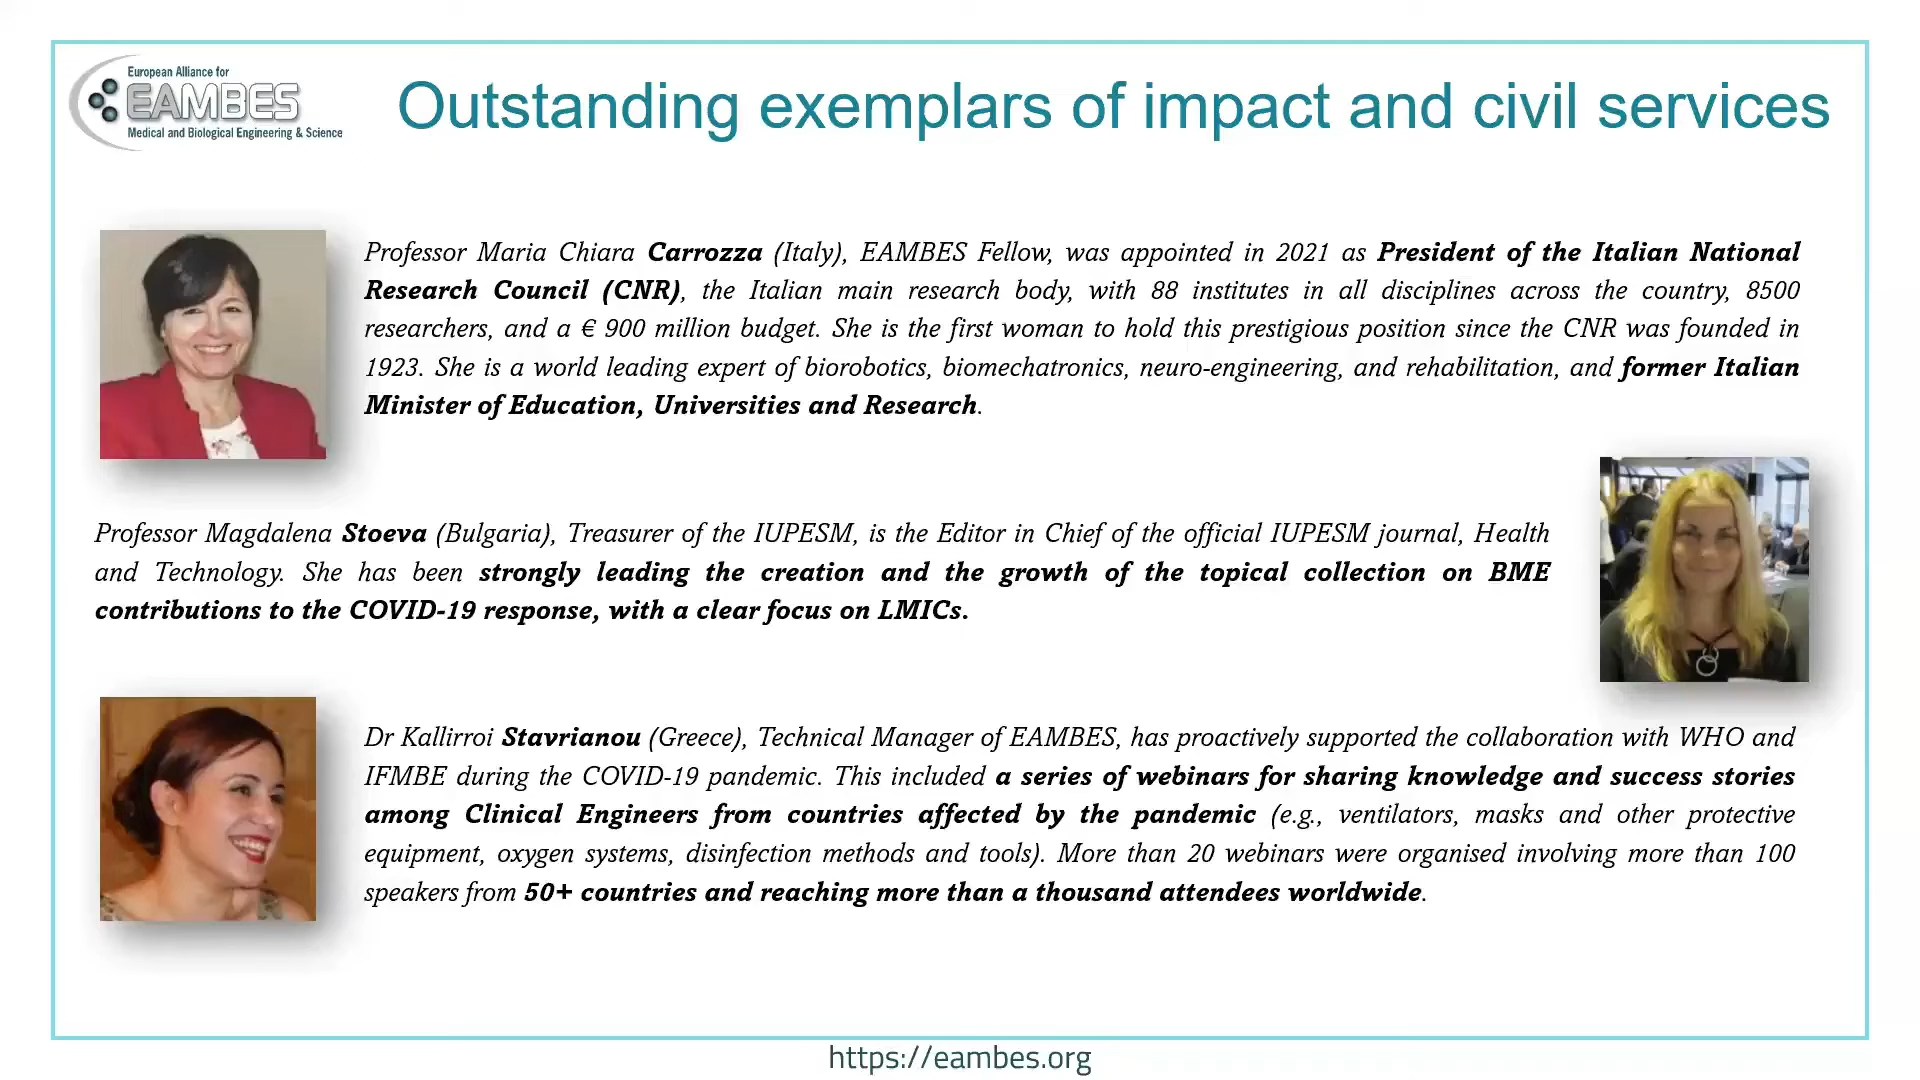 European Alliance for
EAMBES
Medical and Biological Engineering & Science
Outstanding exemplars of impact and civil services
Professor Maria Chiara Carrozza (Italy), EAMBES Fellow, was appointed in 2021 as President of the Italian National
Research Council (CNR), the Italian main research body, with 88 institutes in all disciplines across the country, 8500
researchers, and a € 900 million budget. She is the first woman to hold this prestigious position since the CNR was founded in
1923. She is a world leading expert of biorobotics, biomechatronics, neuro-engineering, and rehabilitation, and former Italian
Minister of Education, Universities and Research.
Professor Magdalena Stoeva (Bulgaria), Treasurer of the IUPESM, is the Editor in Chief of the official IUPESM journal, Health
and Technology. She has been strongly leading the creation and the growth of the topical collection on BME
contributions to the COVID-19 response, with a clear focus on LMICs.
Dr Kallirroi Stavrianou (Greece), Technical Manager of EAMBES, has proactively supported the collaboration with WHO and
IFMBE during the COVID-19 pandemic. This included a series of webinars for sharing knowledge and success stories
among Clinical Engineers from countries affected by the pandemic (e.g., ventilators, masks and other protective
equipment, oxygen systems, disinfection methods and tools). More than 20 webinars were organised involving more than 100
speakers from 50+ countries and reaching more than a thousand attendees worldwide.
https://eambes.org